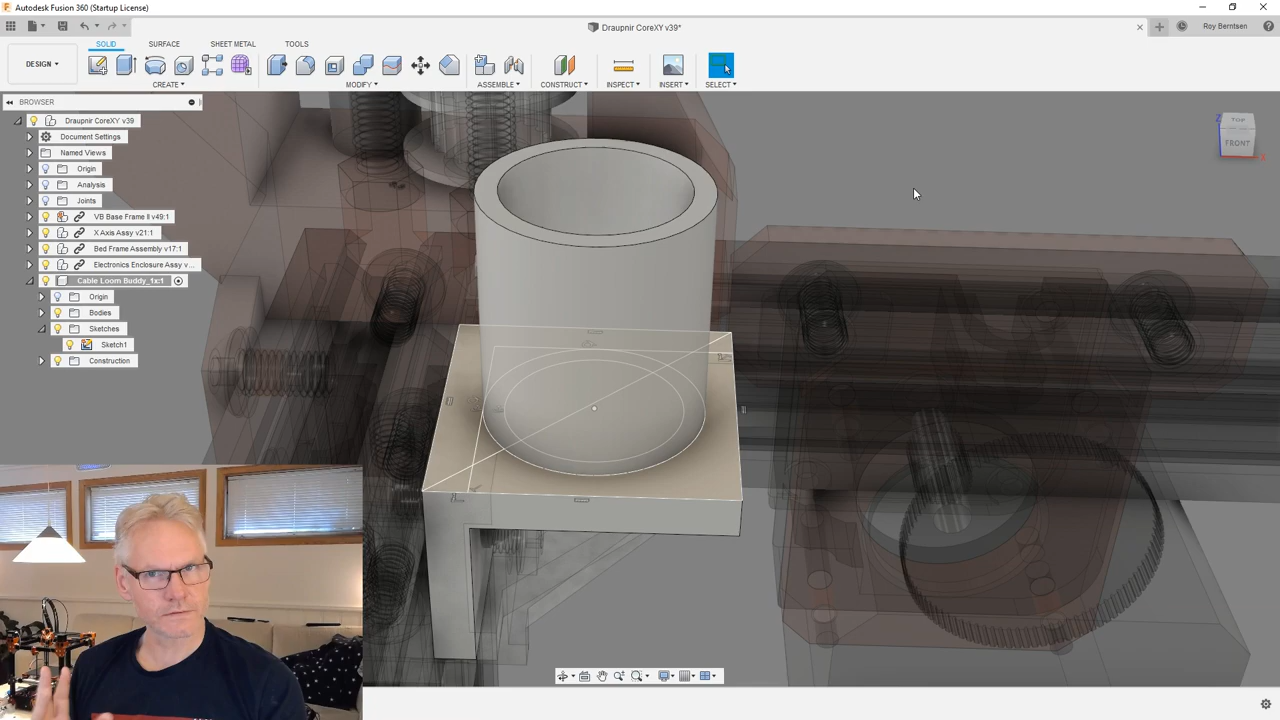 Autodesk Fusion 360 (Startup License)
Draupnir CoreXY v39*
Roy Berntsen
DESIGN
SOLID SURFACE SHEET METAL TOOLS
CREATE MODIFY ASSEMBLE CONSTRUCT INSPECT INSERT SELECT
BROWSER
Draupnir CoreXY v39
Document Settings
Named Views
Origin
Analysis
Joints
VB Base Frame II v49:1
X Axis Assy v21:1
Bed Frame Assembly v17:1
Electronics Enclosure Assy v...
Cable Loom Buddy_1x:1
Origin
Bodies
Sketches
Sketch1
Construction
TOP
Z
FRONT
X